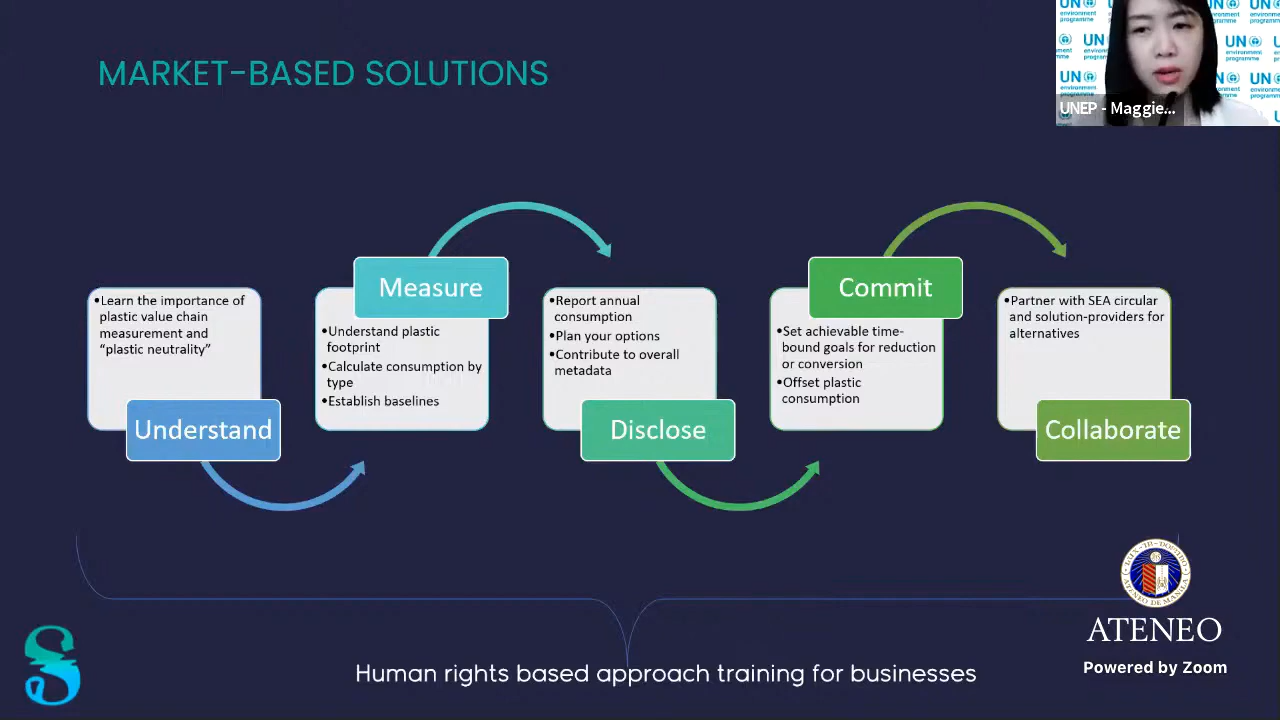 MARKET-BASED SOLUTIONS
UN
environment
programme
UNEP - Maggie...
•Learn the importance of
plastic value chain
measurement and
“plastic neutrality”
Understand
Measure
•Understand plastic
footprint
•Calculate consumption by
type
•Establish baselines
•Report annual
consumption
•Plan your options
•Contribute to overall
metadata
Disclose
Commit
•Set achievable time-
bound goals for reduction
or conversion
•Offset plastic
consumption
•Partner with SEA circular
and solution-providers for
alternatives
Collaborate
Human rights based approach training for businesses
ATENEO
Powered by Zoom